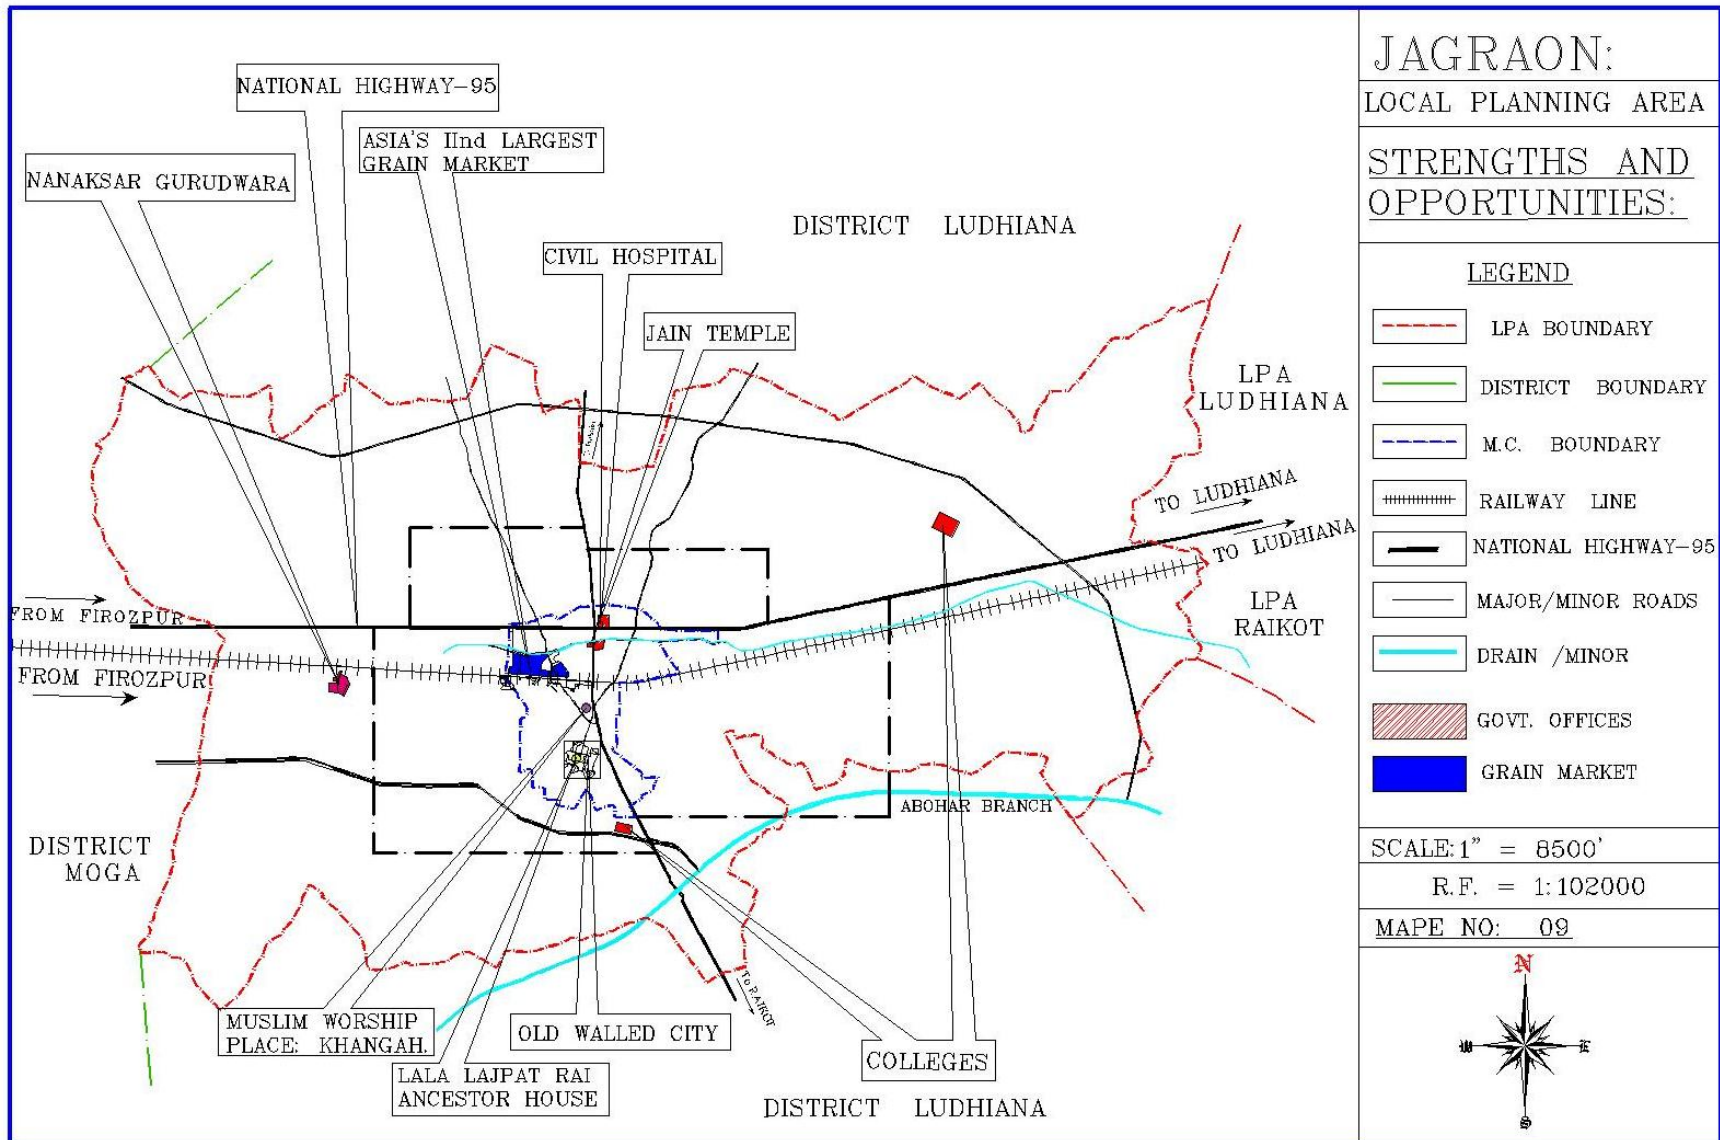 JAGRAON:
LOCAL PLANNING AREA
STRENGTHS AND
OPPORTUNITIES:
LEGEND
LPA BOUNDARY
DISTRICT BOUNDARY
M.C. BOUNDARY
RAILWAY LINE
NATIONAL HIGHWAY-95
MAJOR/MINOR ROADS
DRAIN /MINOR
GOVT. OFFICES
GRAIN MARKET
SCALE: 1" = 8500'
R.F. = 1:102000
MAPE NO: 09
N
W
E
S
NATIONAL HIGHWAY-95
ASIA'S IInd LARGEST
GRAIN MARKET
NANAKSAR GURUDWARA
DISTRICT LUDHIANA
CIVIL HOSPITAL
JAIN TEMPLE
LPA
LUDHIANA
TO LUDHIANA
TO LUDHIANA
LPA
RAIKOT
FROM FIROZPUR
FROM FIROZPUR
ABOHAR BRANCH
DISTRICT
MOGA
To RAIKOT
MUSLIM WORSHIP
PLACE: KHANGAH.
OLD WALLED CITY
COLLEGES
LALA LAJPAT RAI
ANCESTOR HOUSE
DISTRICT LUDHIANA